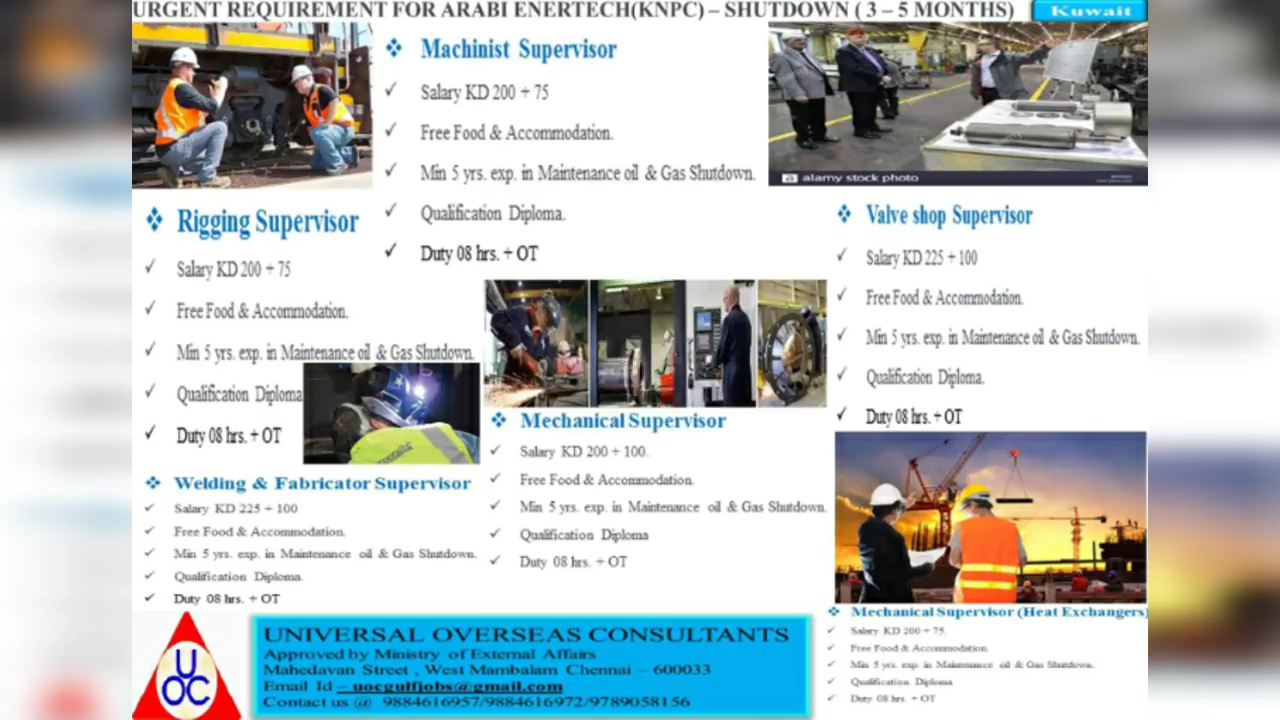 URGENT REQUIREMENT FOR ARABI ENERTECH(KNPC) – SHUTDOWN ( 3 – 5 MONTHS)
Kuwait
Machinist Supervisor
Salary KD 200 + 75
Free Food & Accommodation.
Min 5 yrs. exp. in Maintenance oil & Gas Shutdown.
Qualification Diploma.
Duty 08 hrs. + OT
a alamy stock photo
Rigging Supervisor
Salary KD 200 + 75
Free Food & Accommodation.
Min 5 yrs. exp. in Maintenance oil & Gas Shutdown.
Qualification Diploma
Duty 08 hrs. + OT
Valve shop Supervisor
Salary KD 225 + 100
Free Food & Accommodation.
Min 5 yrs. exp. in Maintenance oil & Gas Shutdown.
Qualification Diploma.
Duty 08 hrs. + OT
Mechanical Supervisor
Salary KD 200 + 100.
Free Food & Accommodation.
Min 5 yrs. exp. in Maintenance oil & Gas Shutdown.
Qualification Diploma
Duty 08 hrs. + OT
Welding & Fabricator Supervisor
Salary KD 225 + 100
Free Food & Accommodation.
Min 5 yrs. exp. in Maintenance oil & Gas Shutdown.
Qualification Diploma.
Duty 08 hrs. + OT
Mechanical Supervisor (Heat Exchangers)
Salary KD 200 + 75.
Free Food & Accommodation.
Min 5 yrs. exp. in Maintenance oil & Gas Shutdown.
Qualification Diploma
Duty 08 hrs. + OT
U
OC
UNIVERSAL OVERSEAS CONSULTANTS
Approved by Ministry of External Affairs
Mahedavan Street , West Mambalam Chennai – 600033
Email Id – uocgulfjobs@gmail.com
Contact us @ 9884616957/9884616972/9789058156